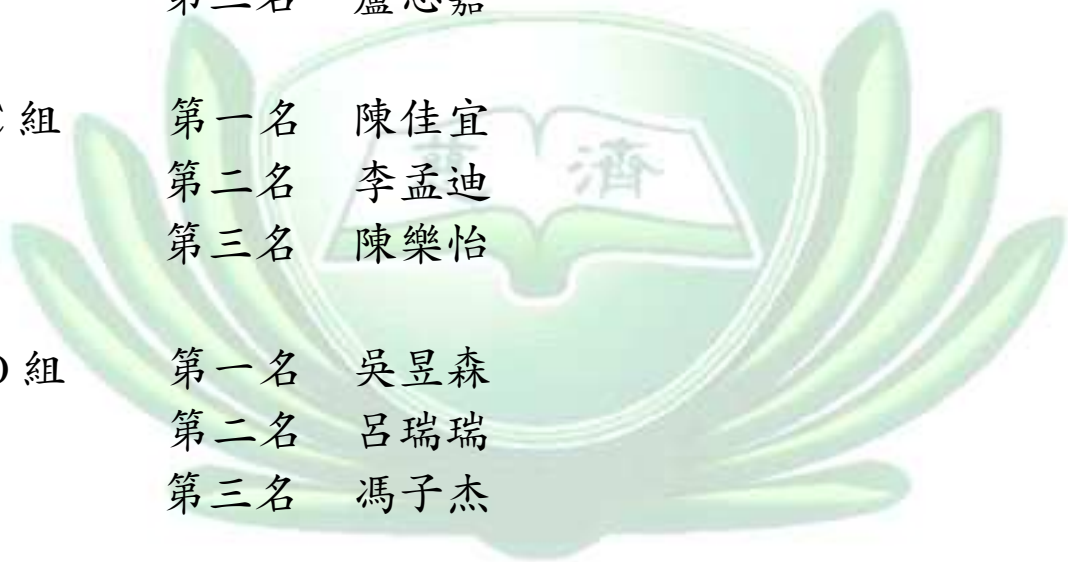 C 組 第一名 陳佳宜
第二名 李孟迪
第三名 陳樂怡
D 組 第一名 吳昱森
第二名 呂瑞瑞
第三名 馮子杰
濟